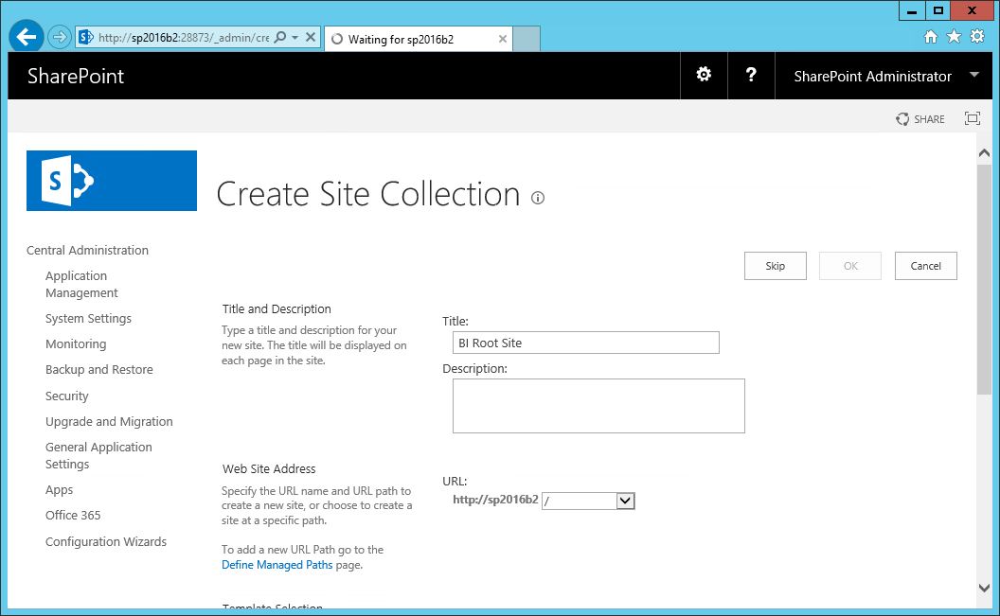 http://sp2016b2:28873/_admin/cre
Waiting for sp2016b2
SharePoint
?
SharePoint Administrator
SHARE
S
Create Site Collection
Central Administration
Application
Management
System Settings
Monitoring
Backup and Restore
Security
Upgrade and Migration
General Application
Settings
Apps
Office 365
Configuration Wizards
Skip
OK
Cancel
Title and Description
Type a title and description for your
new site. The title will be displayed on
each page in the site.
Title:
BI Root Site
Description:
Web Site Address
Specify the URL name and URL path to
create a new site, or choose to create a
site at a specific path.
To add a new URL Path go to the
Define Managed Paths page.
URL:
http://sp2016b2 /
Template Selection